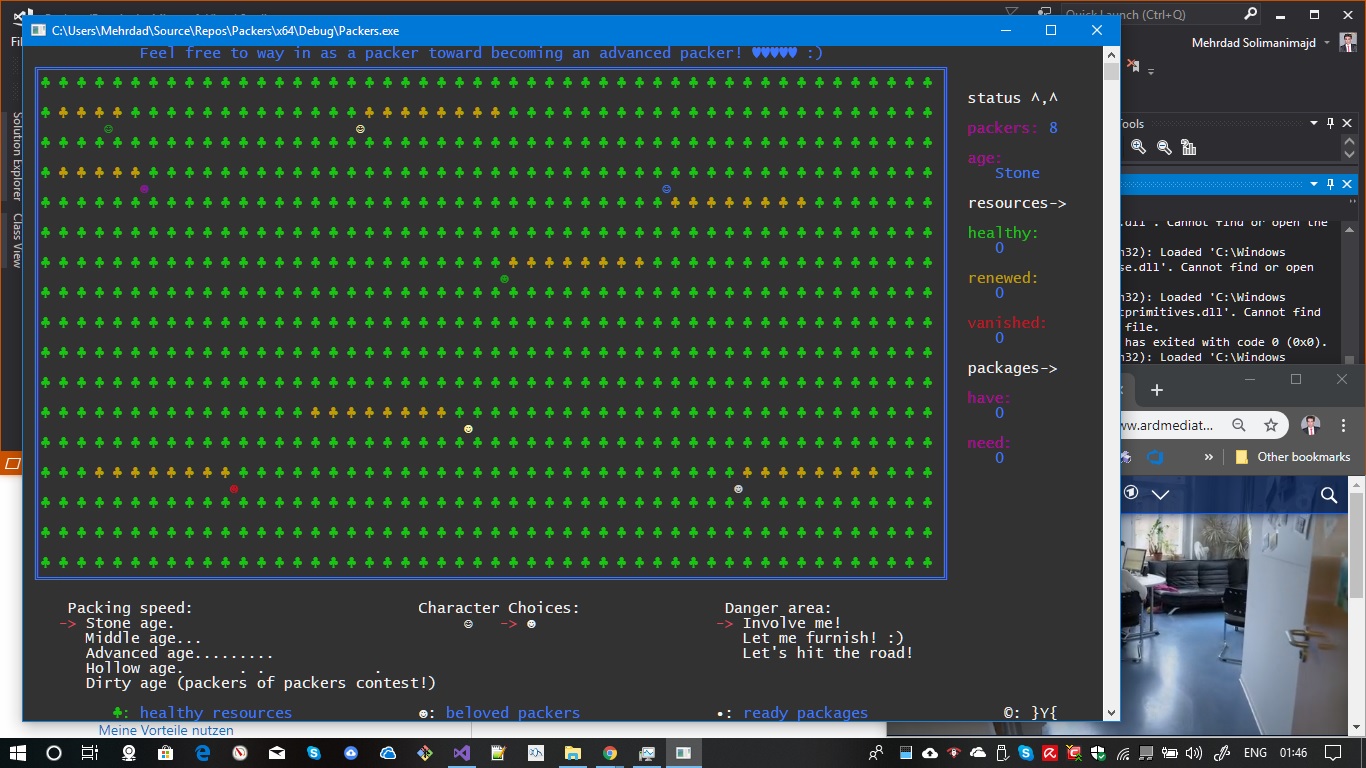 Quick Launch (Ctrl+Q)
C:\Users\Mehrdad\Source\Repos\Packers\x64\Debug\Packers.exe
Mehrdad Solimanimajd
Feel free to way in as a packer toward becoming an advanced packer! ♥♥♥♥♥ :)
status ^,^
packers: 8
age:
Stone
resources->
healthy:
0
renewed:
0
vanished:
0
packages->
have:
0
need:
0
Solution Explorer
Class View
Tools
.dll'. Cannot find or open the
n32): Loaded 'C:\Windows
se.dll'. Cannot find or open
n32): Loaded 'C:\Windows
tprimitives.dll'. Cannot find
file.
has exited with code 0 (0x0).
n32): Loaded 'C:\Windows
ww.ardmediat...
» Other bookmarks
Packing speed:
-> Stone age.
Middle age...
Advanced age.........
Hollow age. . . .
Dirty age (packers of packers contest!)
Character Choices:
☺ -> ☻
Danger area:
-> Involve me!
Let me furnish! :)
Let's hit the road!
♣: healthy resources ☻: beloved packers •: ready packages ©: }Y{
Meine Vorteile nutzen
ENG 01:46